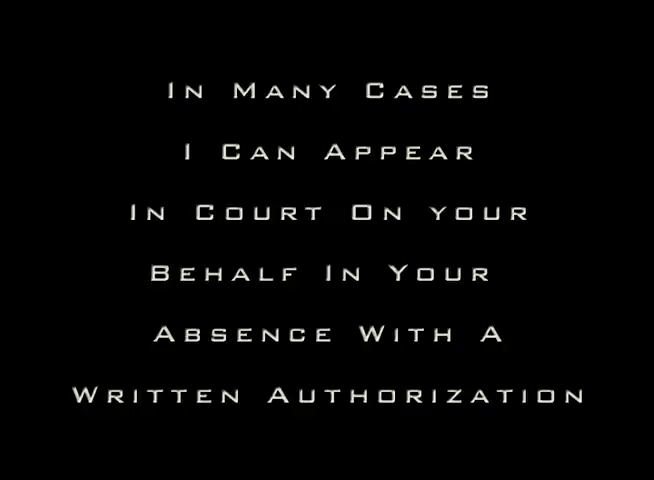 In Many Cases
I Can Appear
In Court On your
Behalf In Your
Absence With A
Written Authorization